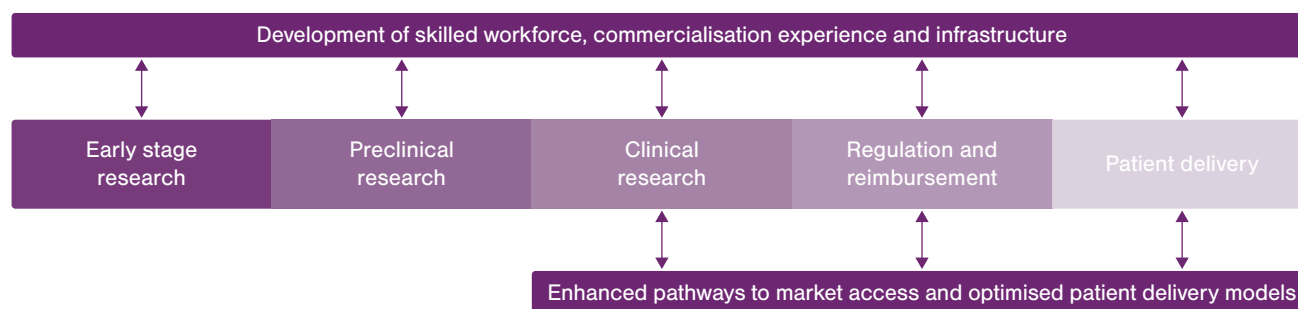 Development of skilled workforce, commercialisation experience and infrastructure
Early stage
research
Preclinical
research
Clinical
research
Regulation and
reimbursement
Patient delivery
Enhanced pathways to market access and optimised patient delivery models